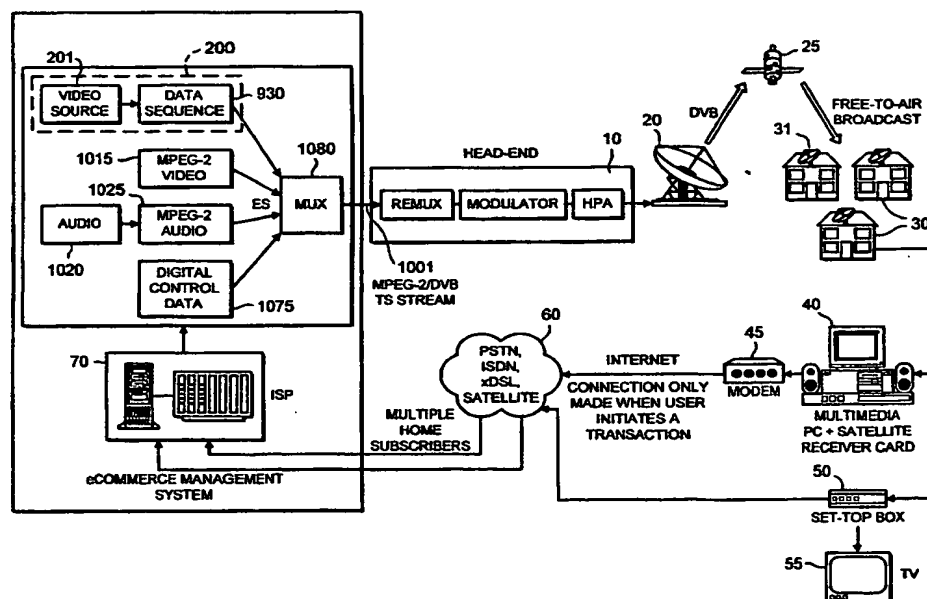 201
200
VIDEO
SOURCE
DATA
SEQUENCE
930
1015
MPEG-2
VIDEO
1025
ES
1080
MUX
AUDIO
MPEG-2
AUDIO
1020
DIGITAL
CONTROL
DATA
1075
HEAD-END
10
REMUX
MODULATOR
HPA
1001
MPEG-2/DVB
TS STREAM
20
DVB
25
FREE-TO-AIR
BROADCAST
31
30
70
ISP
eCOMMERCE MANAGEMENT
SYSTEM
MULTIPLE
HOME
SUBSCRIBERS
60
PSTN,
ISDN,
xDSL,
SATELLITE
INTERNET
CONNECTION ONLY
MADE WHEN USER
INITIATES A
TRANSACTION
45
MODEM
40
MULTIMEDIA
PC + SATELLITE
RECEIVER CARD
50
SET-TOP BOX
55
TV